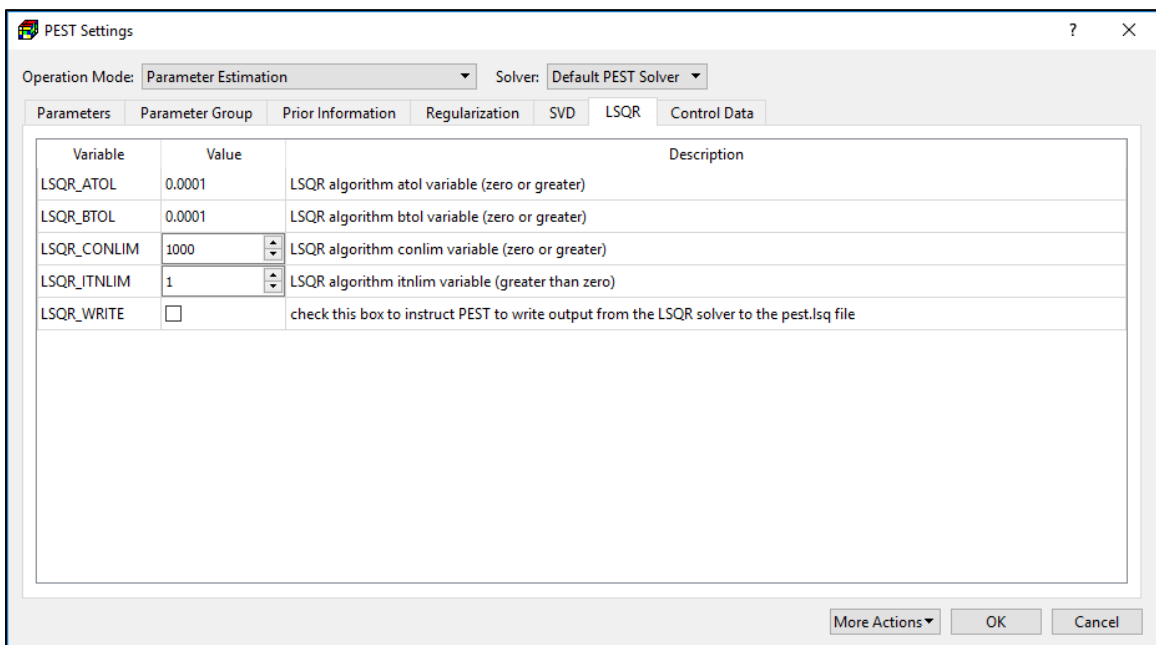 PEST Settings
Operation Mode: Parameter Estimation Solver: Default PEST Solver
Parameters Parameter Group Prior Information Regularization SVD LSQR Control Data
Variable Value Description
LSQR_ATOL 0.0001 LSQR algorithm atol variable (zero or greater)
LSQR_BTOL 0.0001 LSQR algorithm btol variable (zero or greater)
LSQR_CONLIM 1000 LSQR algorithm conlim variable (zero or greater)
LSQR_ITNLIM 1 LSQR algorithm itnlim variable (greater than zero)
LSQR_WRITE check this box to instruct PEST to write output from the LSQR solver to the pest.lsq file
More Actions OK Cancel